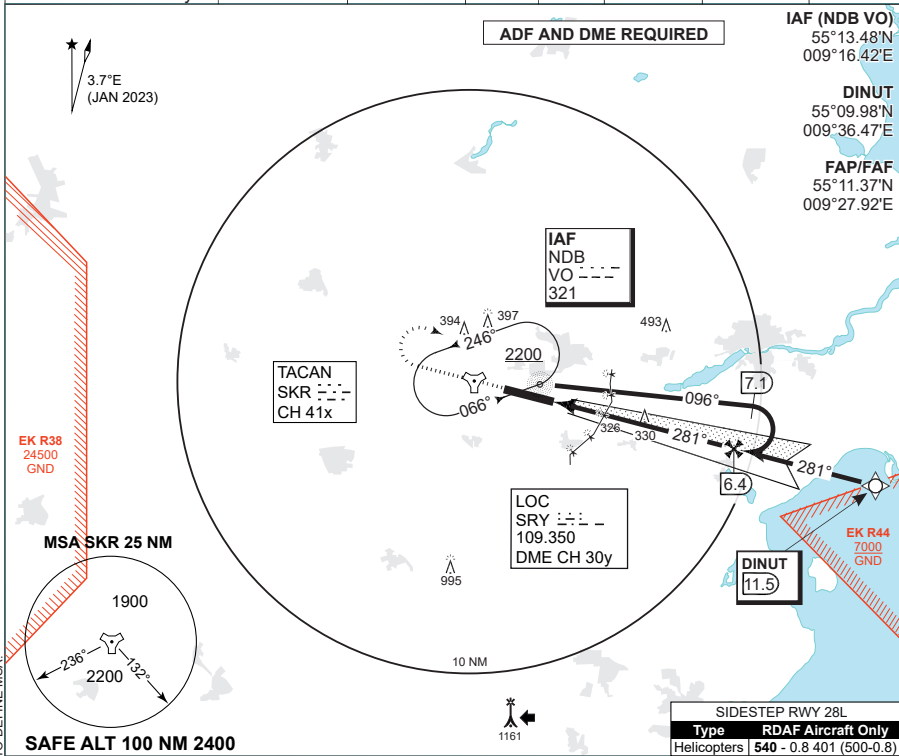 ADF AND DME REQUIRED
IAF (NDB VO)
55°13.48'N
009°16.42'E
DINUT
55°09.98'N
009°36.47'E
FAP/FAF
55°11.37'N
009°27.92'E
3.7°E
(JAN 2023)
IAF
NDB
VO
321
394
397
493
246°
2200
TACAN
SKR
CH 41x
066°
7.1
096°
326
330
281°
281°
6.4
EK R38
24500
GND
LOC
SRY
109.350
DME CH 30y
EK R44
7000
GND
DINUT
11.5
995
MSA SKR 25 NM
1900
236°
132°
2200
10 NM
1161
SAFE ALT 100 NM 2400
SIDESTEP RWY 28L
Type RDAF Aircraft Only
Helicopters 540 - 0.8 401 (500-0.8)